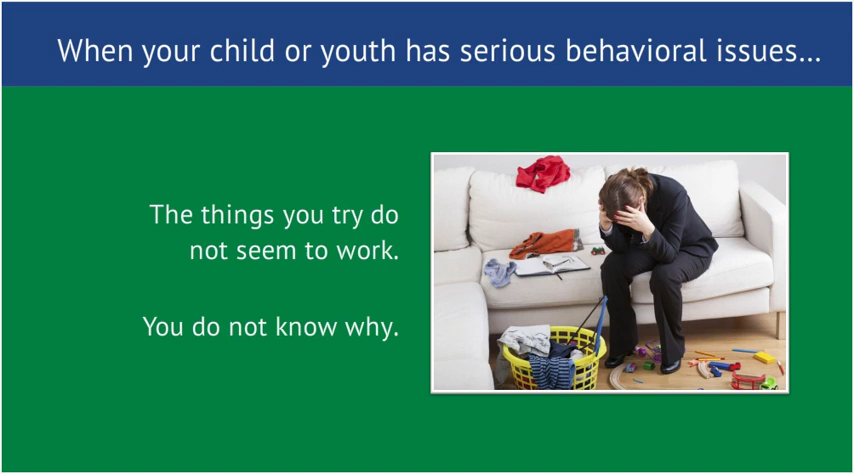 When your child or youth has serious behavioral issues...
The things you try do
not seem to work.
You do not know why.